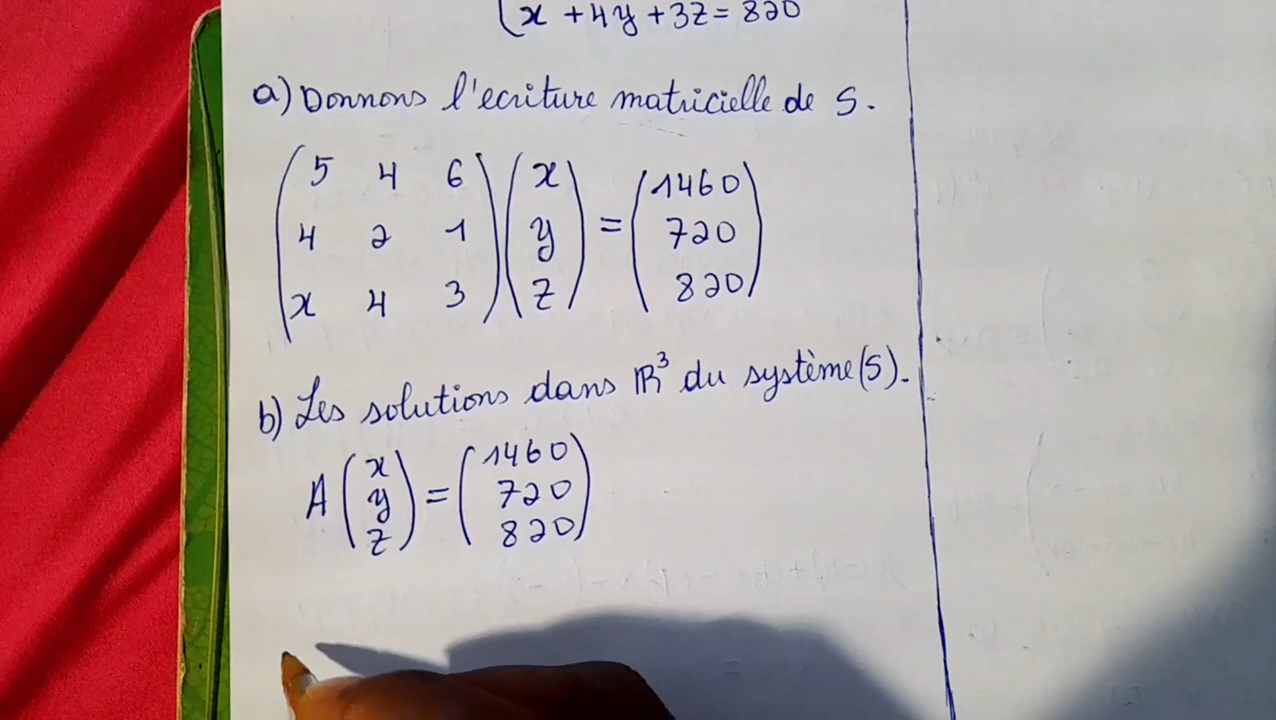 x + 4y + 3z = 820
a) Donnons l'ecriture matricielle de S.
(5 4 6) (x) (1460)
(4 2 1) (y) = (720)
(x 4 3) (z) (820)
b) Les solutions dans ℝ³ du système (S).
(x) (1460)
A (y) = (720)
(z) (820)